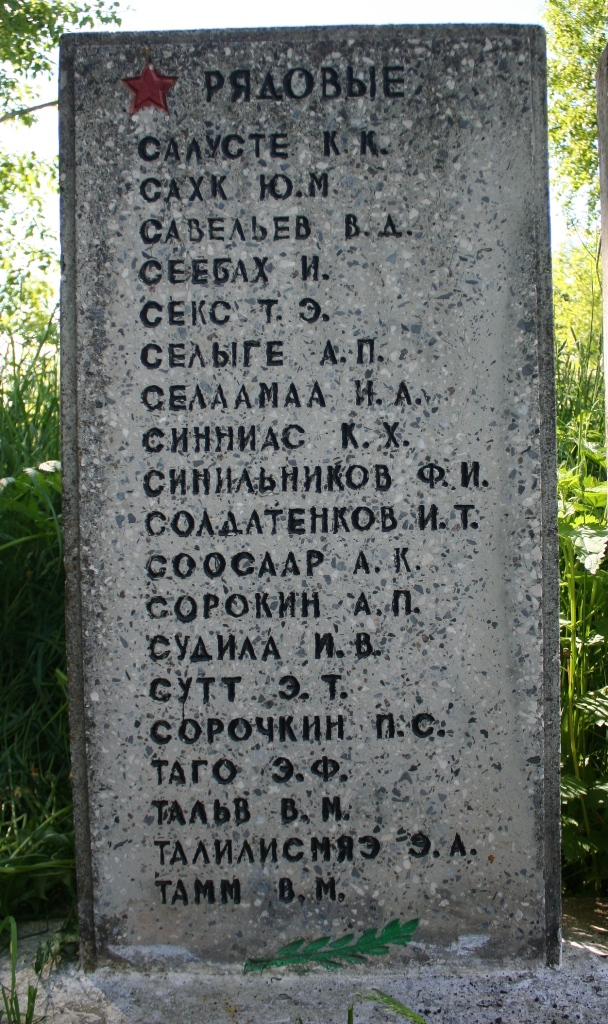 РЯДОВЫЕ
САЛУСТЕ К.К.
САХК Ю.М
САВЕЛЬЕВ В.Д.
СЕЕБАХ И.
СЕКС Т.Э.
СЕЛЫГЕ А.П.
СЕЛААМАА И.А.
СИННИАС К.Х.
СИНИЛЬНИКОВ Ф.И.
СОЛДАТЕНКОВ И.Т.
СООСААР А.К.
СОРОКИН А.П.
СУДИЛА И.В.
СУТТ Э.Т.
СОРОЧКИН П.С.
ТАГО Э.Ф.
ТАЛЬВ В.М.
ТАЛИЛИСМЯЭ Э.А.
ТАММ В.М.